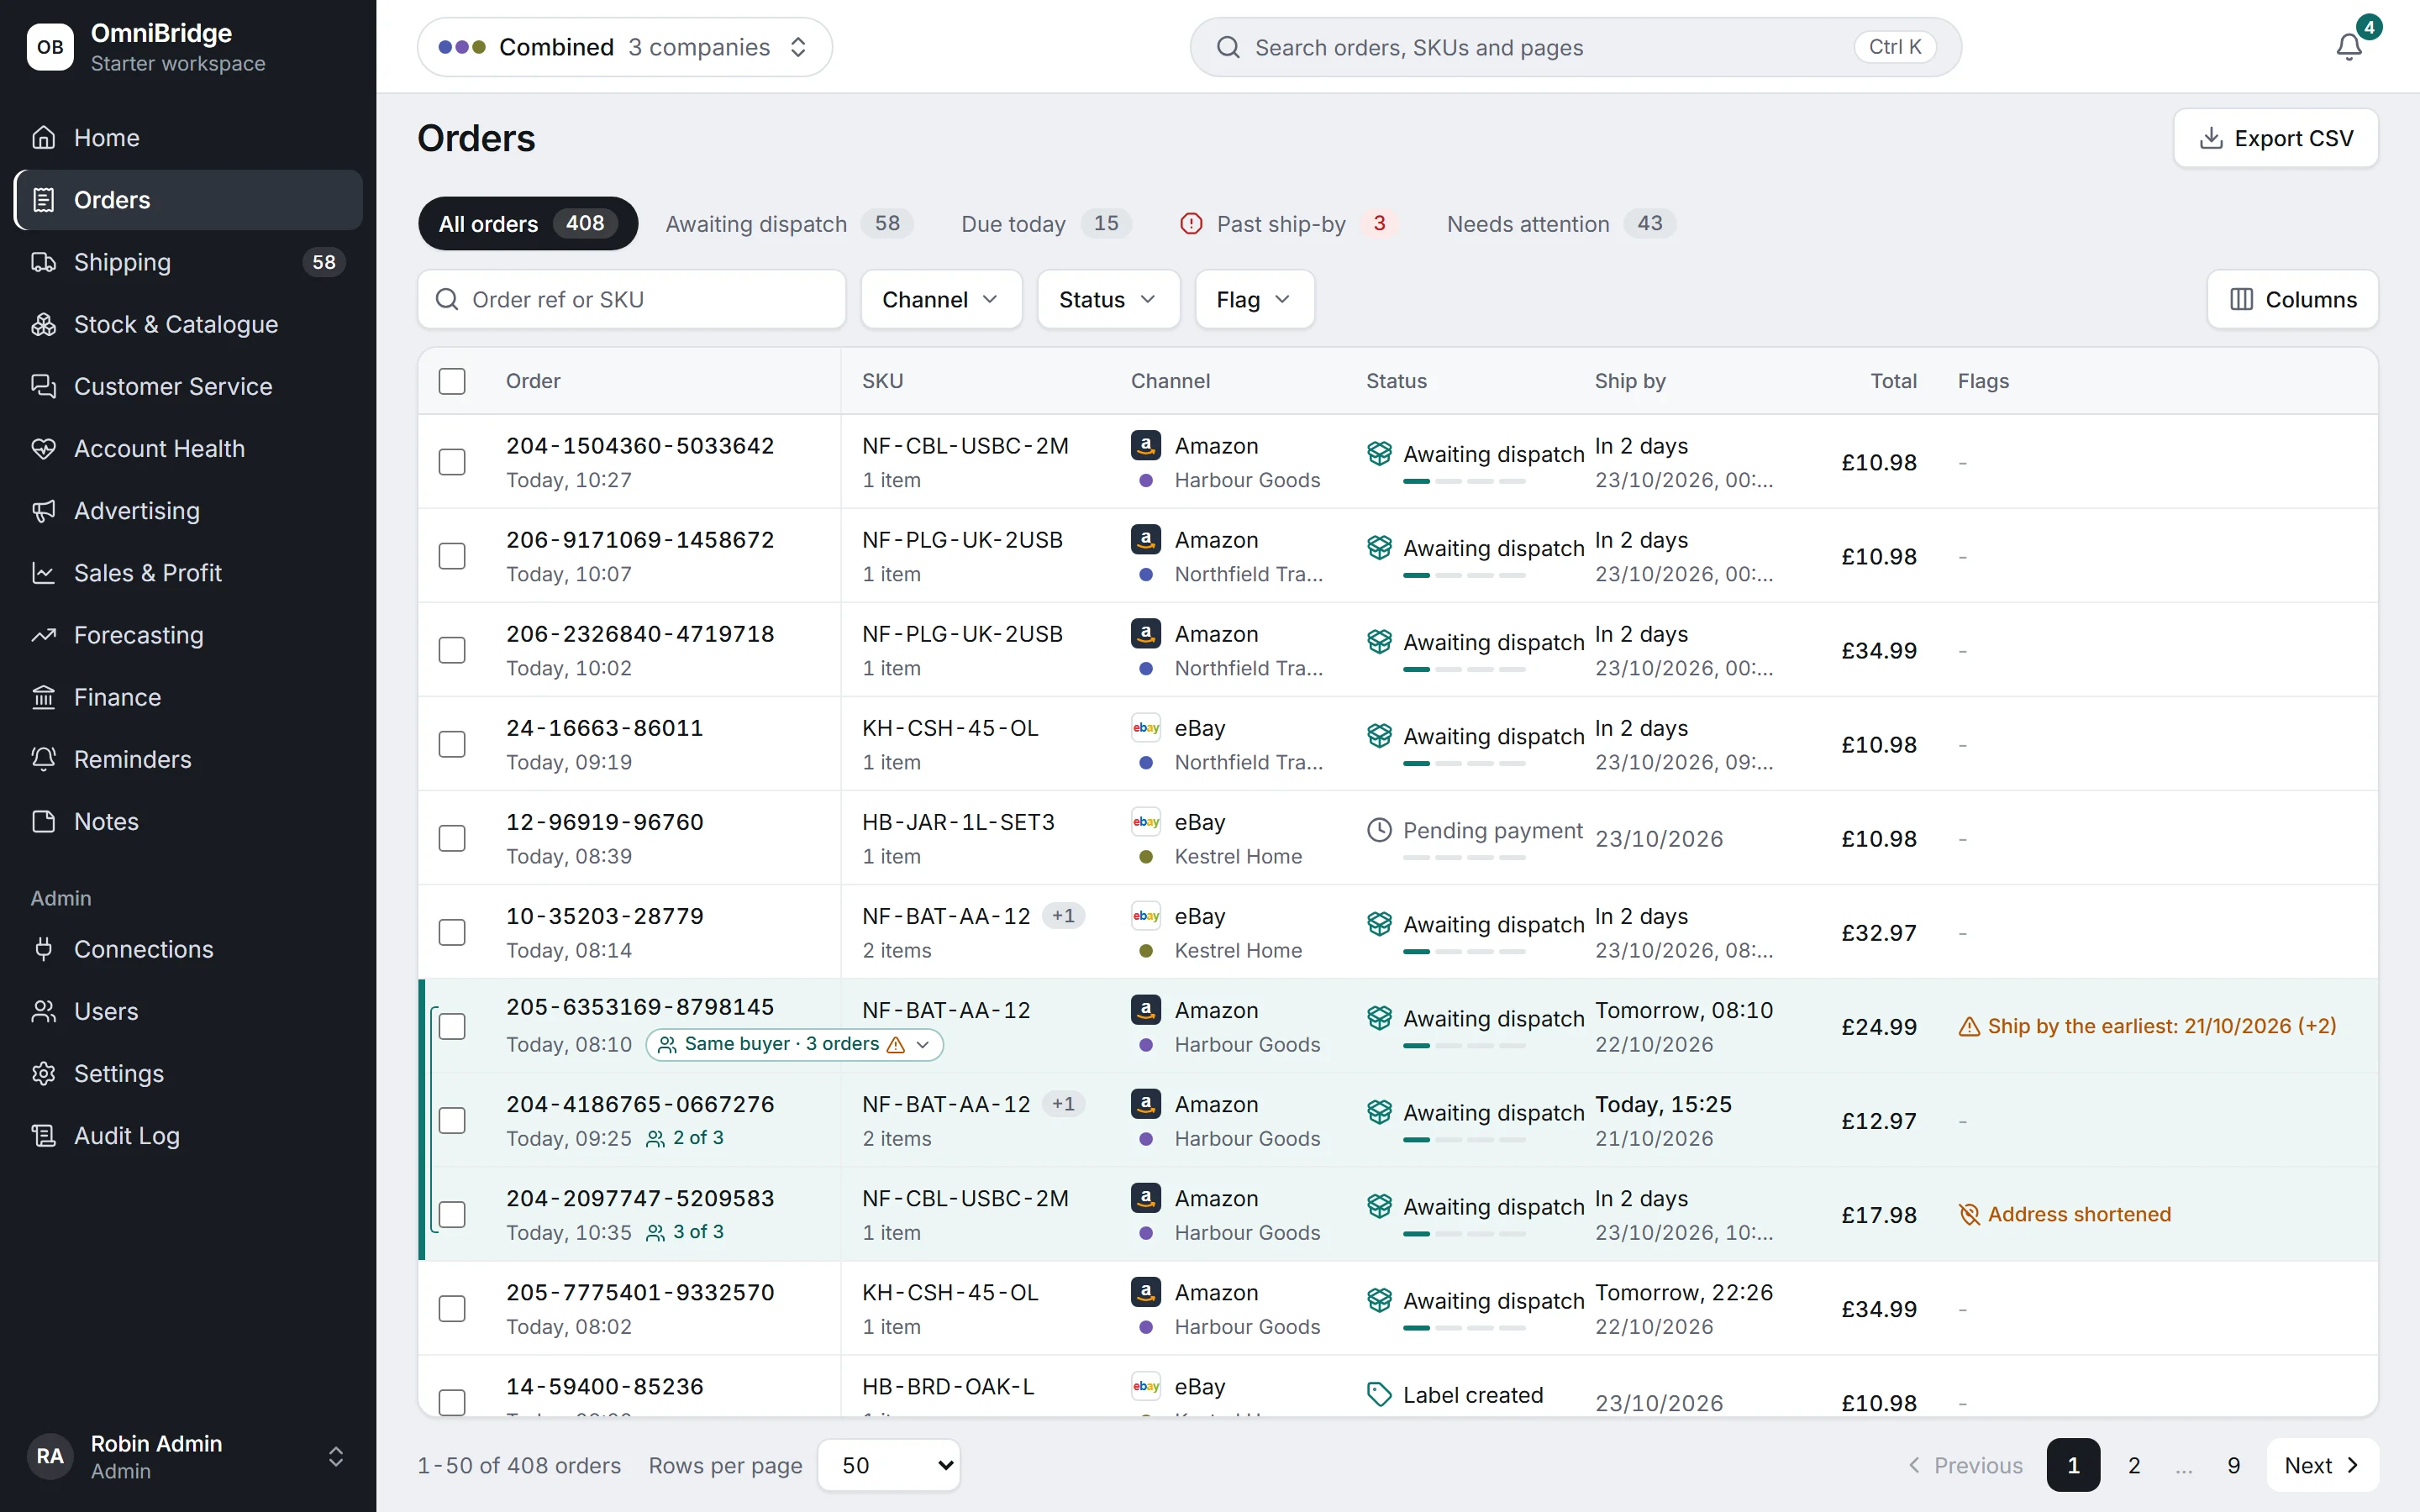 OB
OmniBridge
Starter workspace
Combined 3 companies
Search orders, SKUs and pages
Ctrl K
4
Home
Orders
Shipping 58
Stock & Catalogue
Customer Service
Account Health
Advertising
Sales & Profit
Forecasting
Finance
Reminders
Notes
Admin
Connections
Users
Settings
Audit Log
RA
Robin Admin
Admin
Orders
Export CSV
All orders 408 Awaiting dispatch 58 Due today 15 Past ship-by 3 Needs attention 43
Order ref or SKU Channel Status Flag Columns
Order SKU Channel Status Ship by Total Flags
204-1504360-5033642 NF-CBL-USBC-2M Amazon Awaiting dispatch In 2 days £10.98 -
Today, 10:27 1 item Harbour Goods 23/10/2026, 00:...
206-9171069-1458672 NF-PLG-UK-2USB Amazon Awaiting dispatch In 2 days £10.98 -
Today, 10:07 1 item Northfield Tra... 23/10/2026, 00:...
206-2326840-4719718 NF-PLG-UK-2USB Amazon Awaiting dispatch In 2 days £34.99 -
Today, 10:02 1 item Northfield Tra... 23/10/2026, 00:...
24-16663-86011 KH-CSH-45-OL ebay eBay Awaiting dispatch In 2 days £10.98 -
Today, 09:19 1 item Northfield Tra... 23/10/2026, 09:...
12-96919-96760 HB-JAR-1L-SET3 ebay eBay Pending payment 23/10/2026 £10.98 -
Today, 08:39 1 item Kestrel Home
10-35203-28779 NF-BAT-AA-12 +1 ebay eBay Awaiting dispatch In 2 days £32.97 -
Today, 08:14 2 items Kestrel Home 23/10/2026, 08:...
205-6353169-8798145 NF-BAT-AA-12 Amazon Awaiting dispatch Tomorrow, 08:10 £24.99 Ship by the earliest: 21/10/2026 (+2)
Today, 08:10 Same buyer · 3 orders Harbour Goods 22/10/2026
204-4186765-0667276 NF-BAT-AA-12 +1 Amazon Awaiting dispatch Today, 15:25 £12.97 -
Today, 09:25 2 of 3 2 items Harbour Goods 21/10/2026
204-2097747-5209583 NF-CBL-USBC-2M Amazon Awaiting dispatch In 2 days £17.98 Address shortened
Today, 10:35 3 of 3 1 item Harbour Goods 23/10/2026, 10:...
205-7775401-9332570 KH-CSH-45-OL Amazon Awaiting dispatch Tomorrow, 22:26 £34.99 -
Today, 08:02 1 item Harbour Goods 22/10/2026
14-59400-85236 HB-BRD-OAK-L ebay eBay Label created 23/10/2026 £10.98 -
1-50 of 408 orders Rows per page 50 Previous 1 2 ... 9 Next